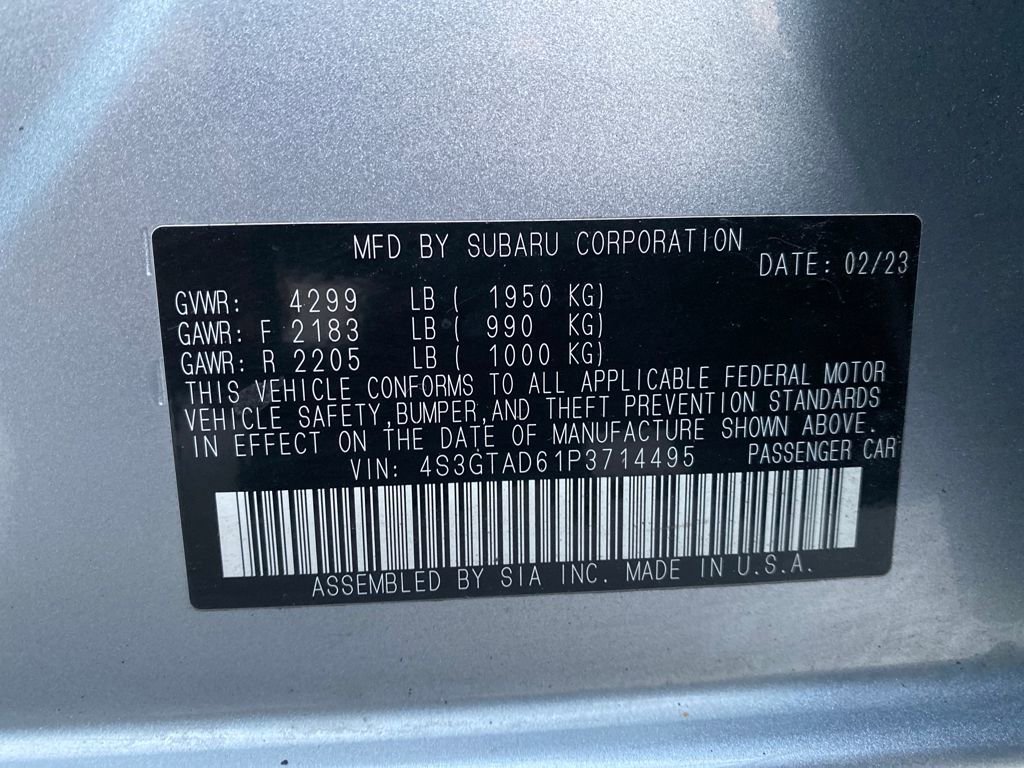 MFD BY SUBARU CORPORATION
DATE: 02/23
GVWR: 4299 LB ( 1950 KG)
GAWR: F 2183 LB ( 990 KG)
GAWR: R 2205 LB ( 1000 KG)
THIS VEHICLE CONFORMS TO ALL APPLICABLE FEDERAL MOTOR
VEHICLE SAFETY,BUMPER,AND THEFT PREVENTION STANDARDS
IN EFFECT ON THE DATE OF MANUFACTURE SHOWN ABOVE.
VIN: 4S3GTAD61P3714495 PASSENGER CAR
ASSEMBLED BY SIA INC. MADE IN U.S.A.